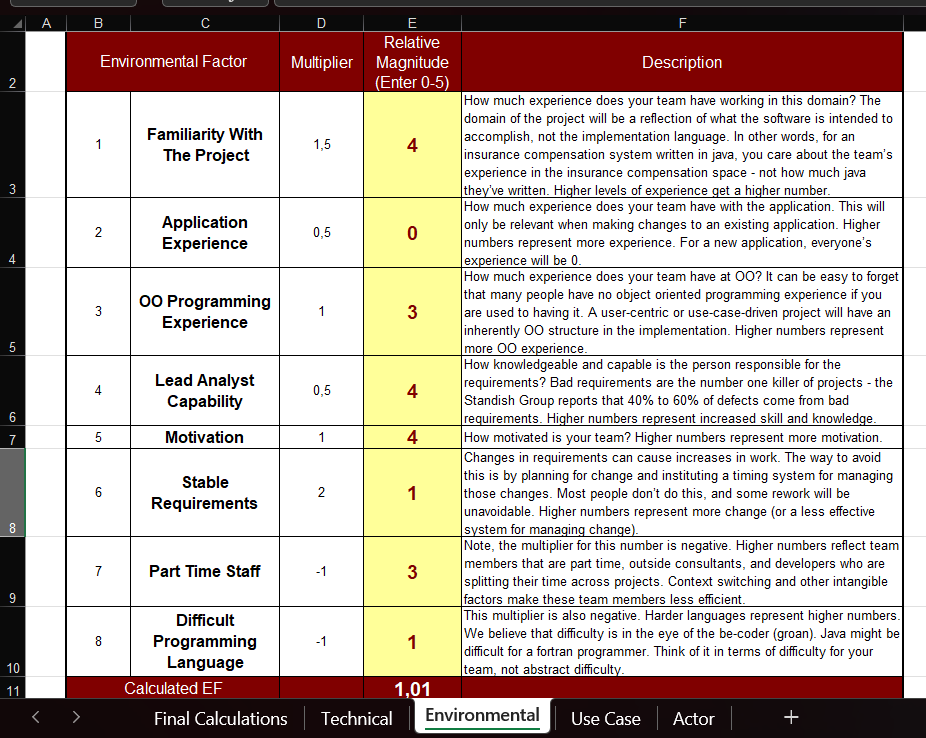 A B C D E F
2
Environmental Factor
Multiplier
Relative
Magnitude
(Enter 0-5)
Description
3
1
Familiarity With
The Project
1,5
4
How much experience does your team have working in this domain? The
domain of the project will be a reflection of what the software is intended to
accomplish, not the implementation language. In other words, for an
insurance compensation system written in java, you care about the team's
experience in the insurance compensation space - not how much java
they've written. Higher levels of experience get a higher number.
4
2
Application
Experience
0,5
0
How much experience does your team have with the application. This will
only be relevant when making changes to an existing application. Higher
numbers represent more experience. For a new application, everyone's
experience will be 0.
5
3
OO Programming
Experience
1
3
How much experience does your team have at OO? It can be easy to forget
that many people have no object oriented programming experience if you
are used to having it. A user-centric or use-case-driven project will have an
inherently OO structure in the implementation. Higher numbers represent
more OO experience.
6
4
Lead Analyst
Capability
0,5
4
How knowledgeable and capable is the person responsible for the
requirements? Bad requirements are the number one killer of projects - the
Standish Group reports that 40% to 60% of defects come from bad
requirements. Higher numbers represent increased skill and knowledge.
7
5
Motivation
1
4
How motivated is your team? Higher numbers represent more motivation.
8
6
Stable
Requirements
2
1
Changes in requirements can cause increases in work. The way to avoid
this is by planning for change and instituting a timing system for managing
those changes. Most people don't do this, and some rework will be
unavoidable. Higher numbers represent more change (or a less effective
system for managing change).
9
7
Part Time Staff
-1
3
Note, the multiplier for this number is negative. Higher numbers reflect team
members that are part time, outside consultants, and developers who are
splitting their time across projects. Context switching and other intangible
factors make these team members less efficient.
10
8
Difficult
Programming
Language
-1
1
This multiplier is also negative. Harder languages represent higher numbers.
We believe that difficulty is in the eye of the be-coder (groan). Java might be
difficult for a fortran programmer. Think of it in terms of difficulty for your
team, not abstract difficulty.
11
Calculated EF
1,01
Final Calculations Technical Environmental Use Case Actor +